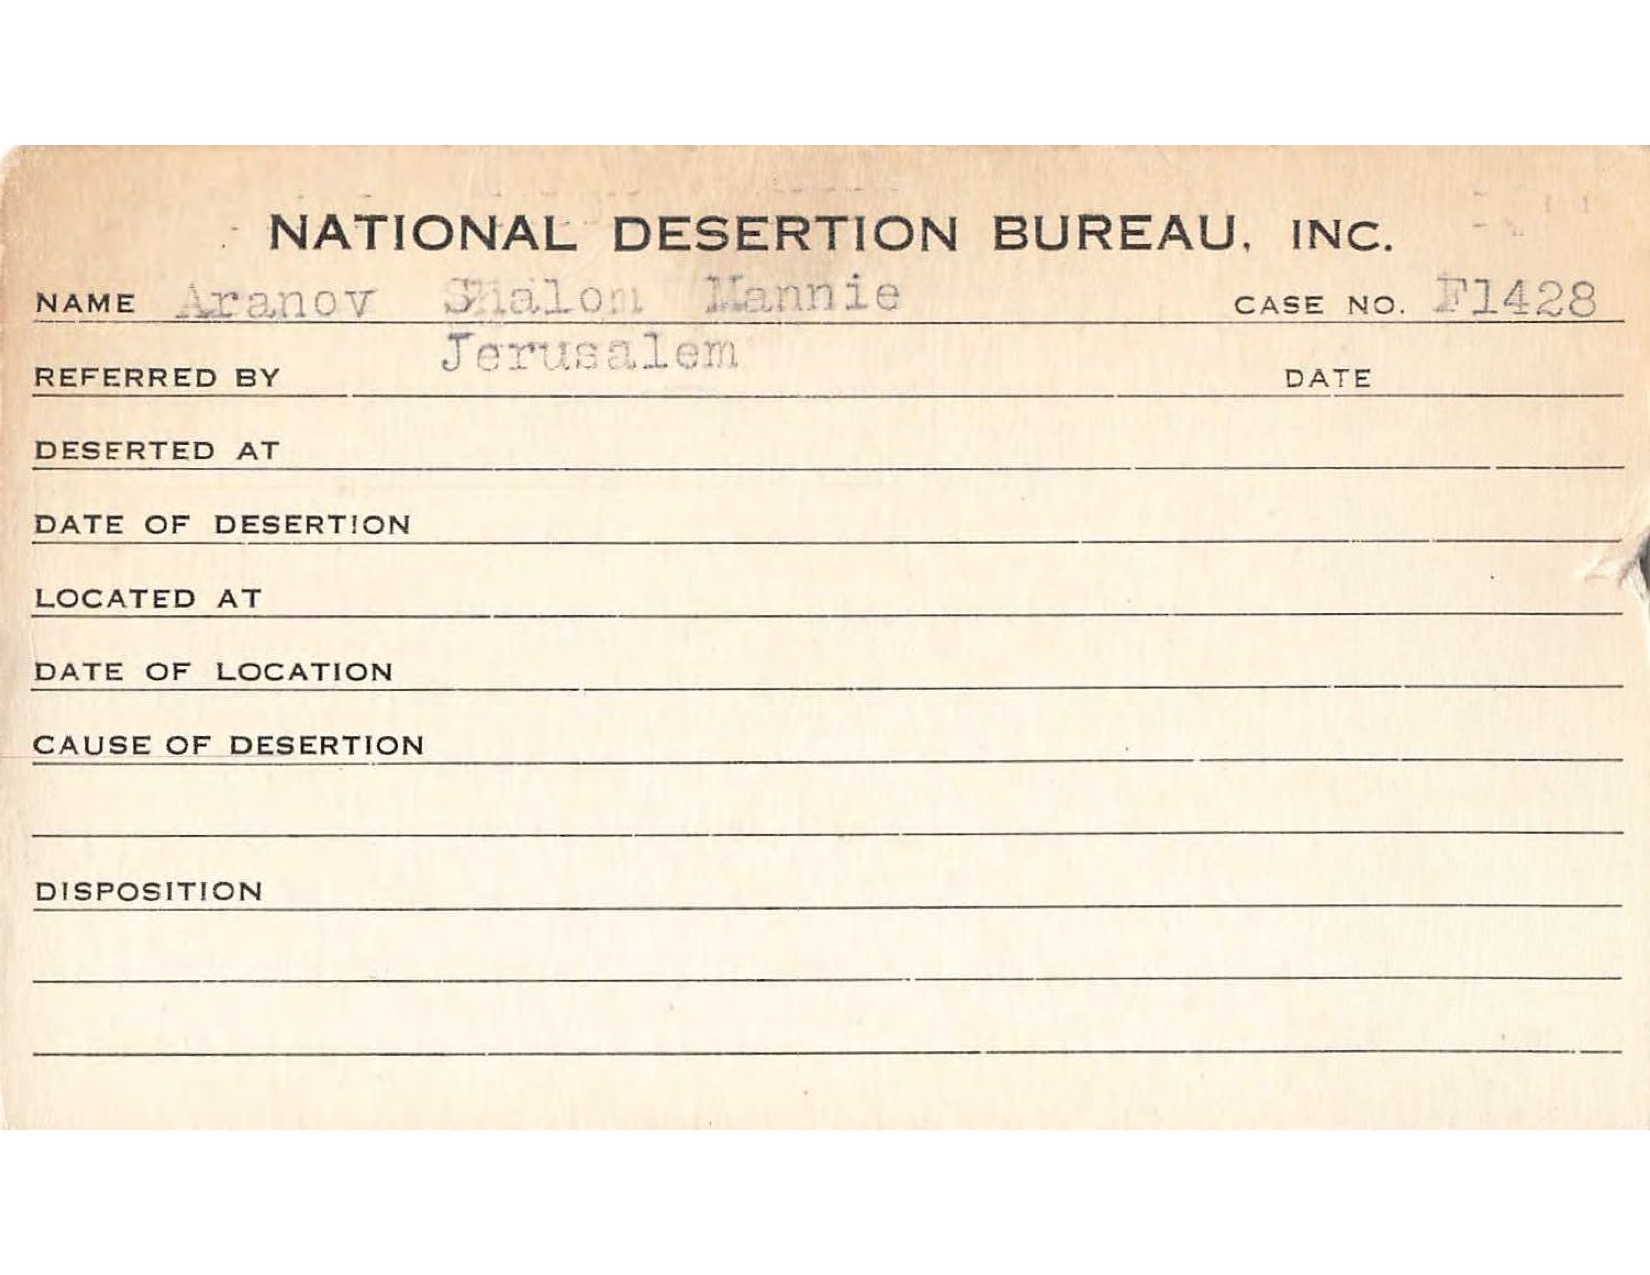 NATIONAL DESERTION BUREAU, INC.
NAME Aranov Shalom Mannie CASE NO. F1428
Jerusalem
REFERRED BY DATE
DESERTED AT
DATE OF DESERTION
LOCATED AT
DATE OF LOCATION
CAUSE OF DESERTION
DISPOSITION